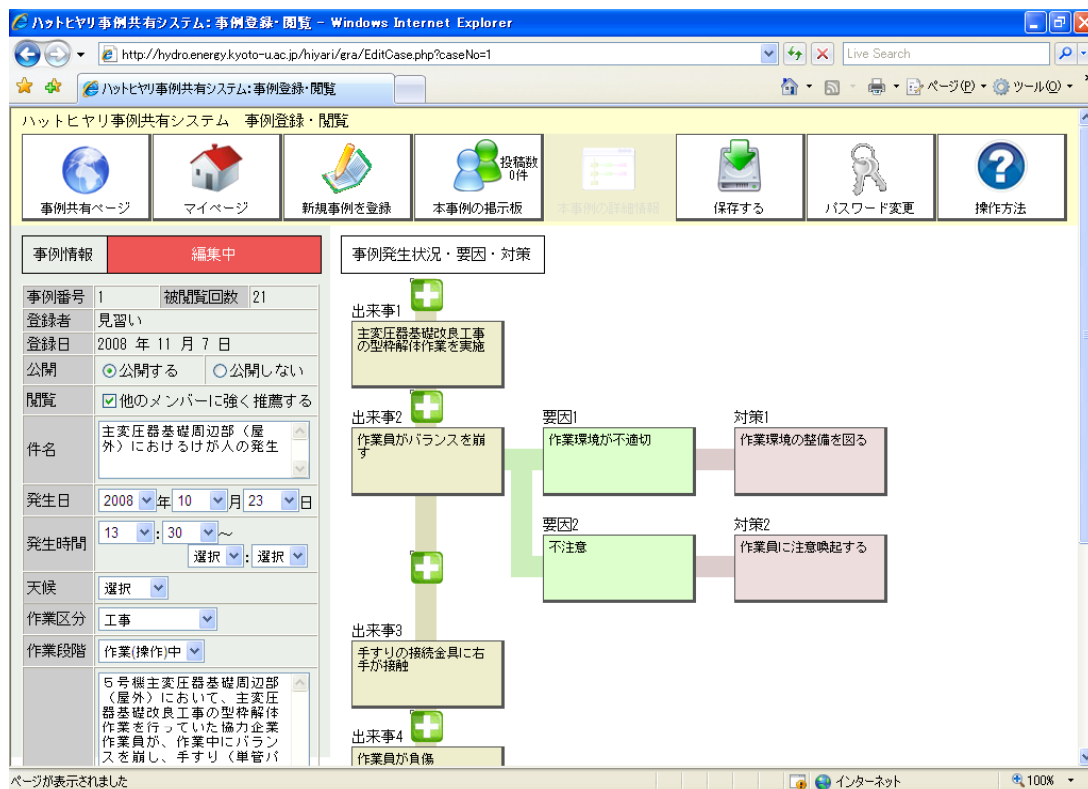 ハットヒヤリ事例共有システム：事例登録・閲覧 - Windows Internet Explorer
http://hydro.energy.kyoto-u.ac.jp/hiyari/gra/EditCase.php?caseNo=1
Live Search
ハットヒヤリ事例共有システム：事例登録・閲覧
ページ(P)
ツール(O)
ハットヒヤリ事例共有システム 事例登録・閲覧
投稿数
0件
事例共有ページ
マイページ
新規事例を登録
本事例の掲示板
本事例の詳細情報
保存する
パスワード変更
操作方法
事例情報
編集中
事例発生状況・要因・対策
事例番号 1 被閲覧回数 21
登録者 見習い
登録日 2008 年 11 月 7 日
公開 公開する 公開しない
閲覧 他のメンバーに強く推薦する
件名
主変圧器基礎周辺部（屋
外）におけるけが人の発生
発生日 2008 年 10 月 23 日
発生時間 13 : 30 ～
選択 : 選択
天候 選択
作業区分 工事
作業段階 作業(操作)中
５号機主変圧器基礎周辺部
（屋外）において、主変圧
器基礎改良工事の型枠解体
作業を行っていた協力企業
作業員が、作業中にバラン
スを崩し、手すり（単管パ
出来事1
主変圧器基礎改良工事
の型枠解体作業を実施
出来事2
作業員がバランスを崩
す
要因1
作業環境が不適切
対策1
作業環境の整備を図る
要因2
不注意
対策2
作業員に注意喚起する
出来事3
手すりの接続金具に右
手が接触
出来事4
作業員が負傷
ページが表示されました
インターネット
100%